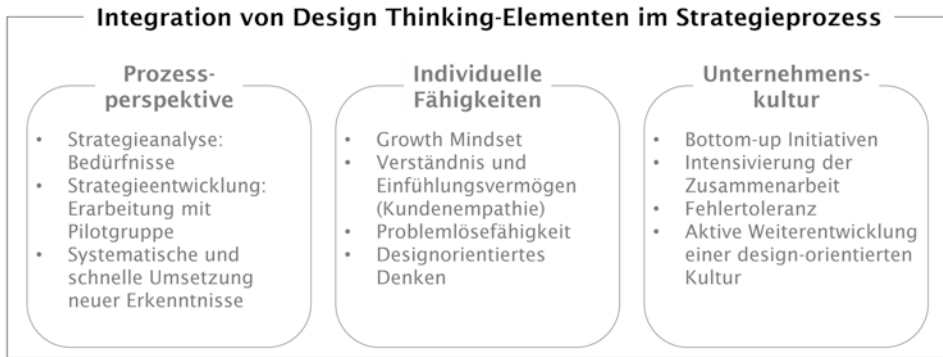 Integration von Design Thinking-Elementen im Strategieprozess
Prozess-
perspektive
• Strategieanalyse:
Bedürfnisse
• Strategieentwicklung:
Erarbeitung mit
Pilotgruppe
• Systematische und
schnelle Umsetzung
neuer Erkenntnisse
Individuelle
Fähigkeiten
• Growth Mindset
• Verständnis und
Einfühlungsvermögen
(Kundenempathie)
• Problemlösefähigkeit
• Designorientiertes
Denken
Unternehmens-
kultur
• Bottom-up Initiativen
• Intensivierung der
Zusammenarbeit
• Fehlertoleranz
• Aktive Weiterentwicklung
einer design-orientierten
Kultur